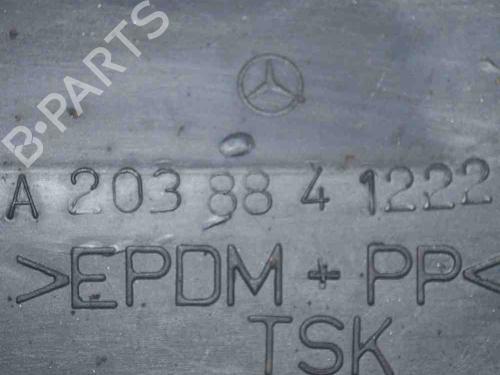 B-PARTS
A 203 88 4 1222
>EPDM + PP<
TSK